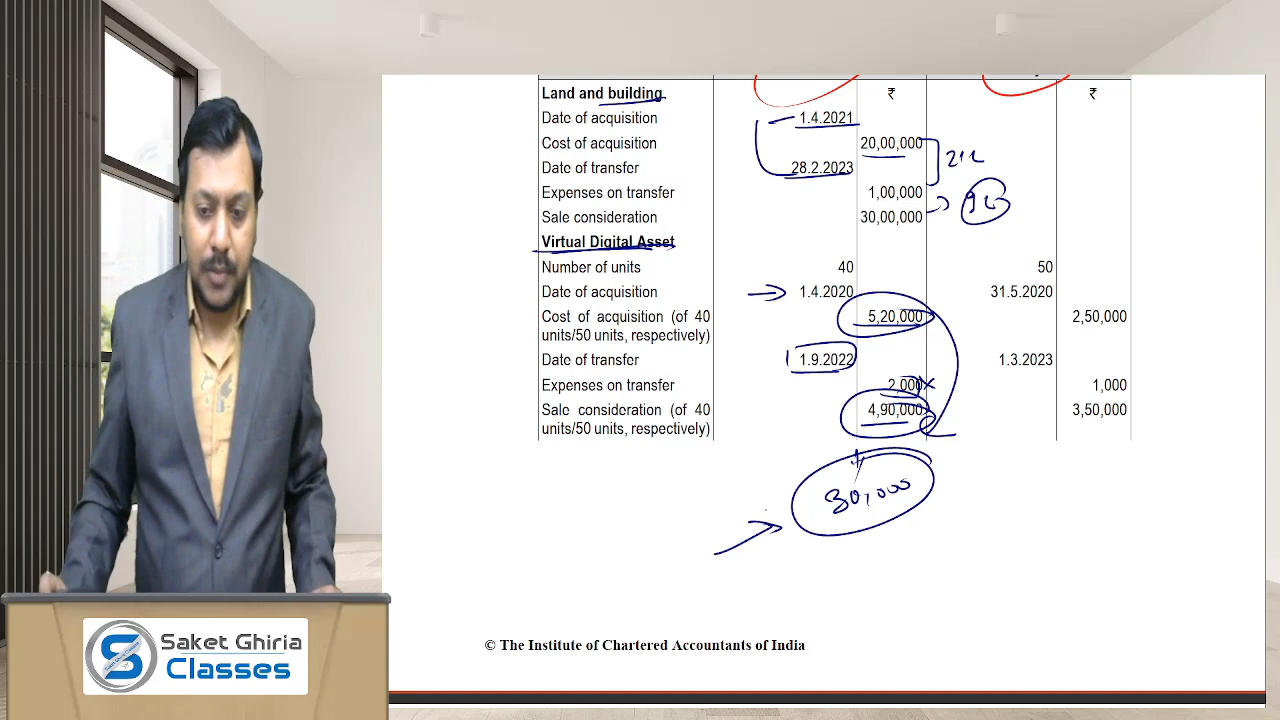 Land and building ₹ ₹
Date of acquisition 1.4.2021
Cost of acquisition 20,00,000
Date of transfer 28.2.2023
Expenses on transfer 1,00,000
Sale consideration 30,00,000
Virtual Digital Asset
Number of units 40 50
Date of acquisition 1.4.2020 31.5.2020
Cost of acquisition (of 40 5,20,000 2,50,000
units/50 units, respectively)
Date of transfer 1.9.2022 1.3.2023
Expenses on transfer 2,000 1,000
Sale consideration (of 40 4,90,000 3,50,000
units/50 units, respectively)
30,000
© The Institute of Chartered Accountants of India
Saket Ghiria
Classes